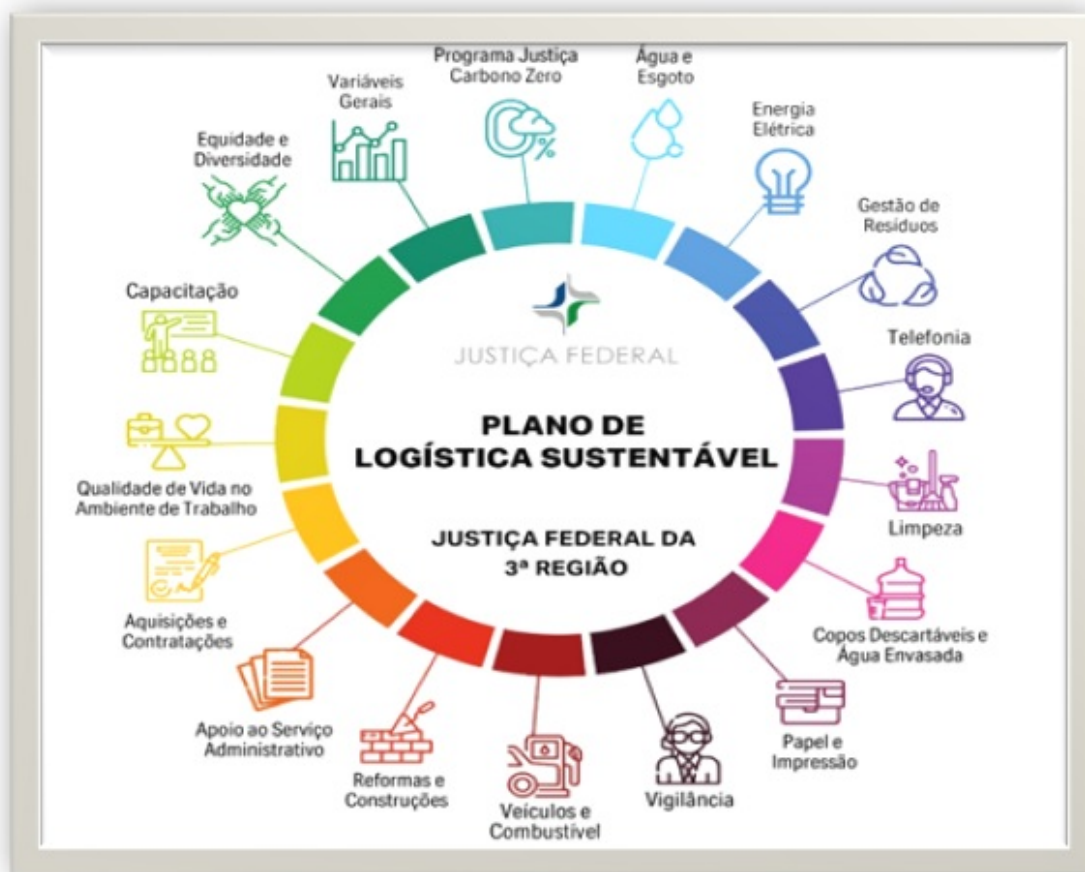 Programa Justiça
Carbono Zero
Água e
Esgoto
Energia
Elétrica
Gestão de
Resíduos
Telefonia
Limpeza
Copos Descartáveis e
Água Envasada
Papel e
Impressão
Vigilância
Veículos e
Combustível
Reformas e
Construções
Apoio ao Serviço
Administrativo
Aquisições e
Contratações
Qualidade de Vida no
Ambiente de Trabalho
Capacitação
Equidade e
Diversidade
Variáveis
Gerais
JUSTIÇA FEDERAL
PLANO DE
LOGÍSTICA SUSTENTÁVEL
JUSTIÇA FEDERAL DA
3ª REGIÃO